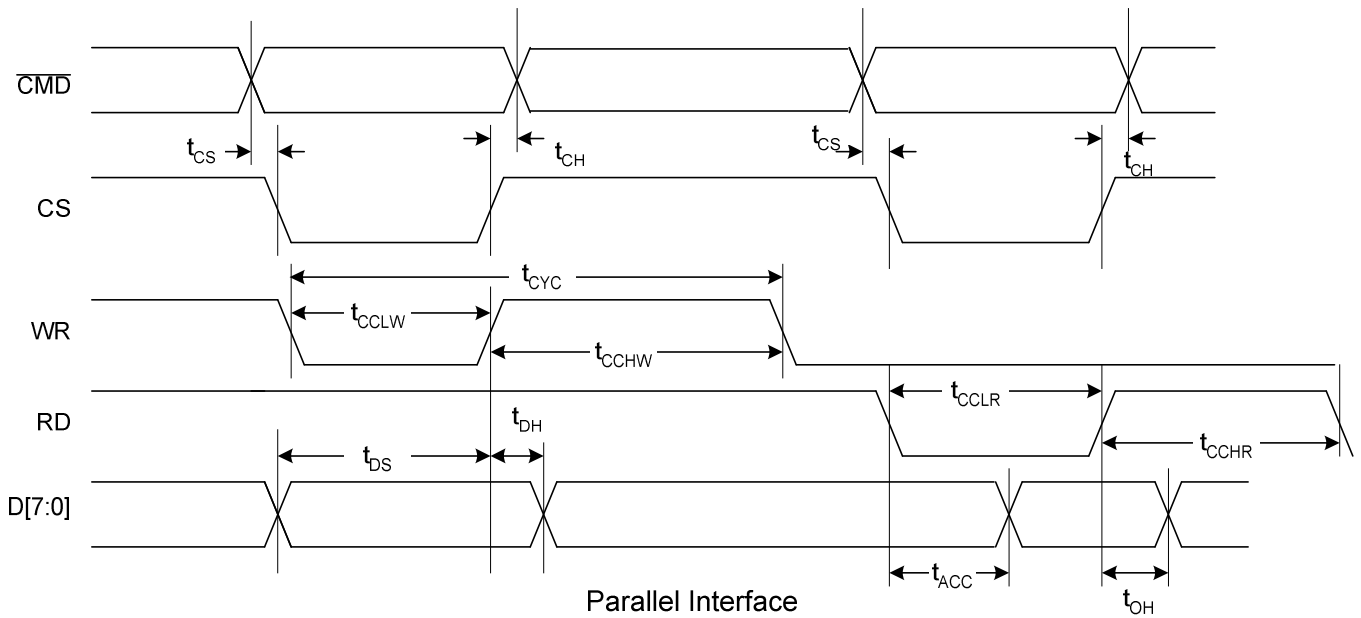 CMD
tCS
tCH
tCS
tCH
CS
tCYC
tCCLW
WR
tCCHW
tCCLR
RD
tDH
tCCHR
tDS
D[7:0]
tACC
tOH
Parallel Interface